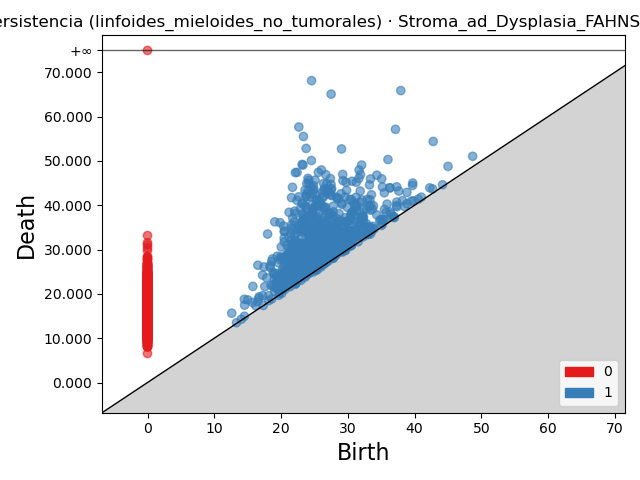 ersistencia (linfoides_mieloides_no_tumorales) · Stroma_ad_Dysplasia_FAHNS
+∞
70.000
60.000
50.000
40.000
30.000
20.000
10.000
0.000
Death
0
1
0 10 20 30 40 50 60 70
Birth